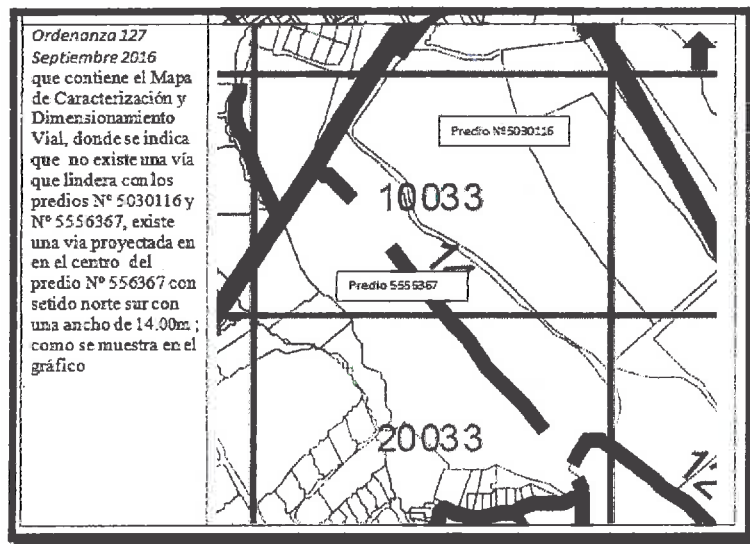 Ordenanza 127
Septiembre 2016
que contiene el Mapa
de Caracterización y
Dimensionamiento
Vial, donde se indica
que no existe una vía
que lindera con los
predios Nº 5030116 y
Nº 5556367, existe
una via proyectada en
en el centro del
predio Nº 556367 con
setido norte sur con
una ancho de 14.00m ;
como se muestra en el
gráfico
Predio Nº5030116
10033
Predio 5556367
20033
12